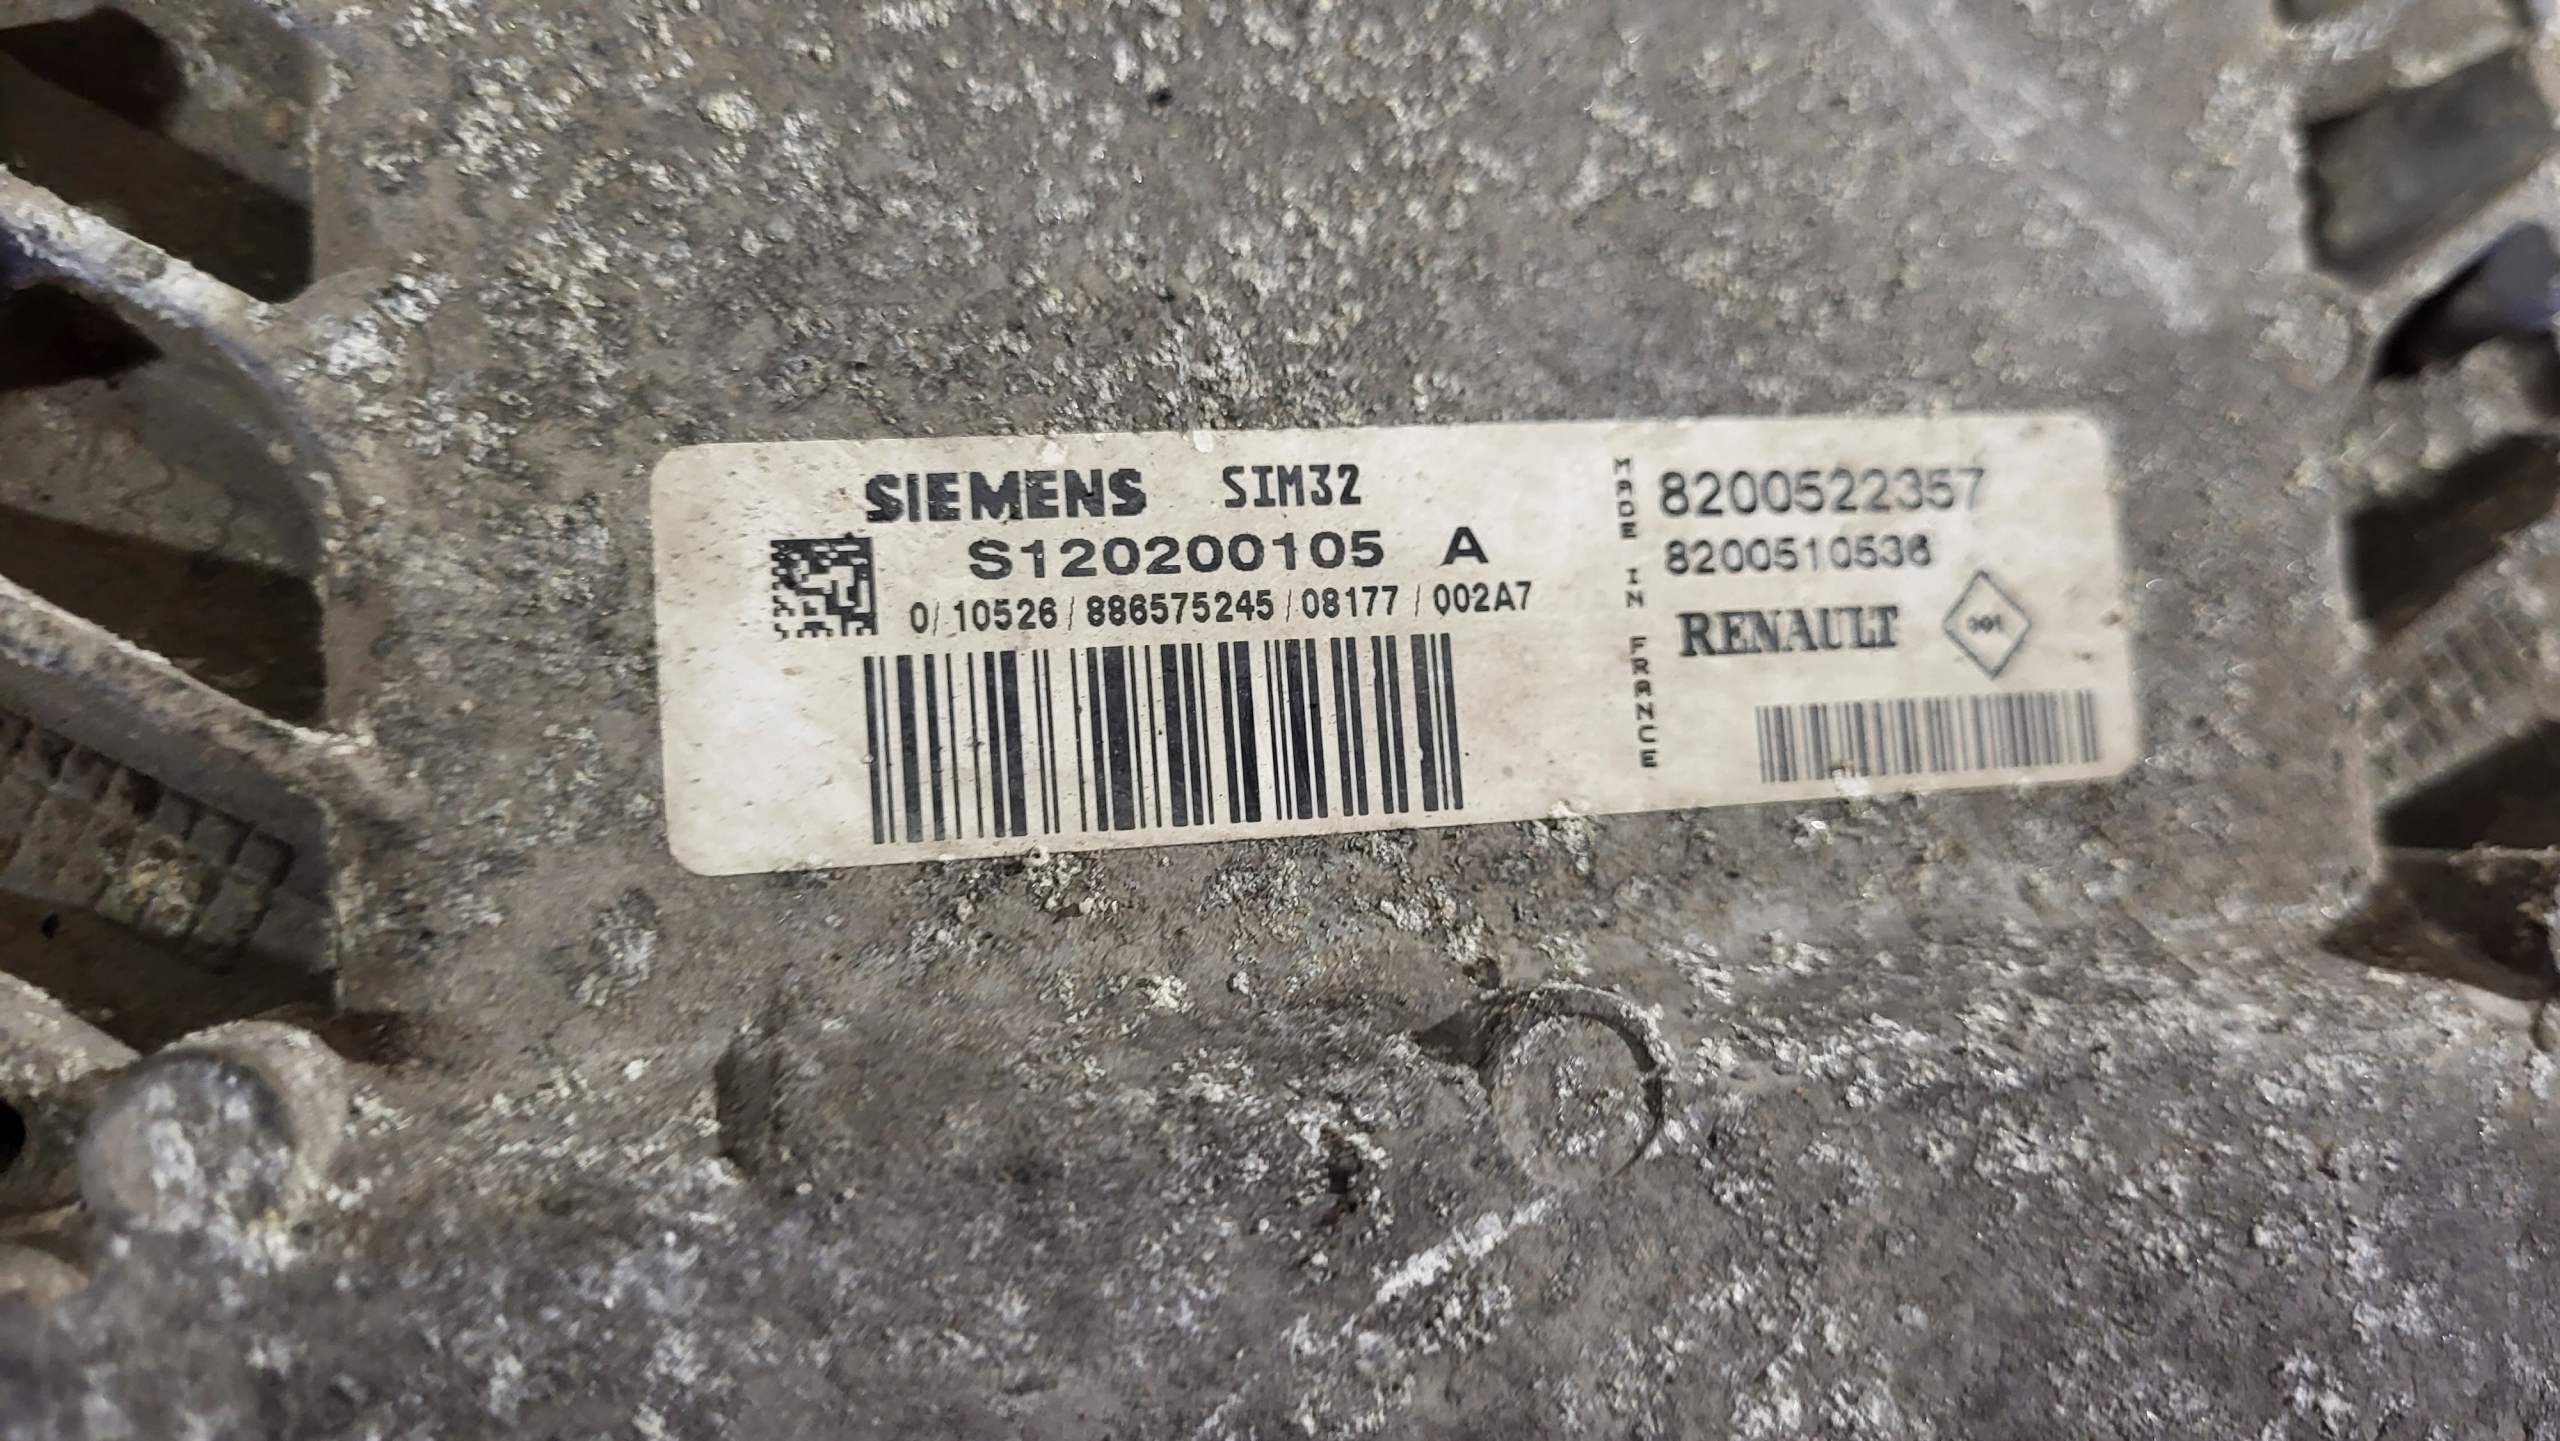 SIEMENS SIM32
S120200105 A
0/10526/886575245/08177/002A7
MADE IN FRANCE
8200522357
8200510536
RENAULT